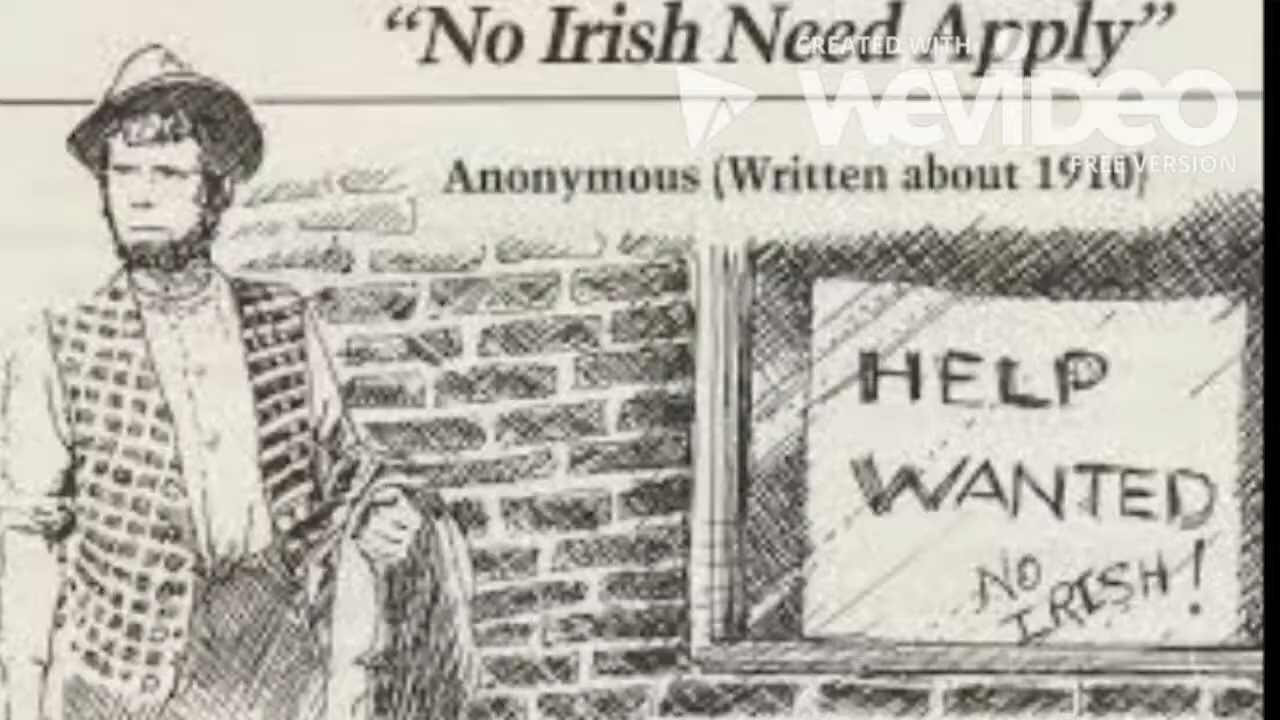 “No Irish Need Apply”
CREATED WITH
WEVIDEO
FREE VERSION
Anonymous (Written about 1910)
HELP
WANTED
NO
IRISH!